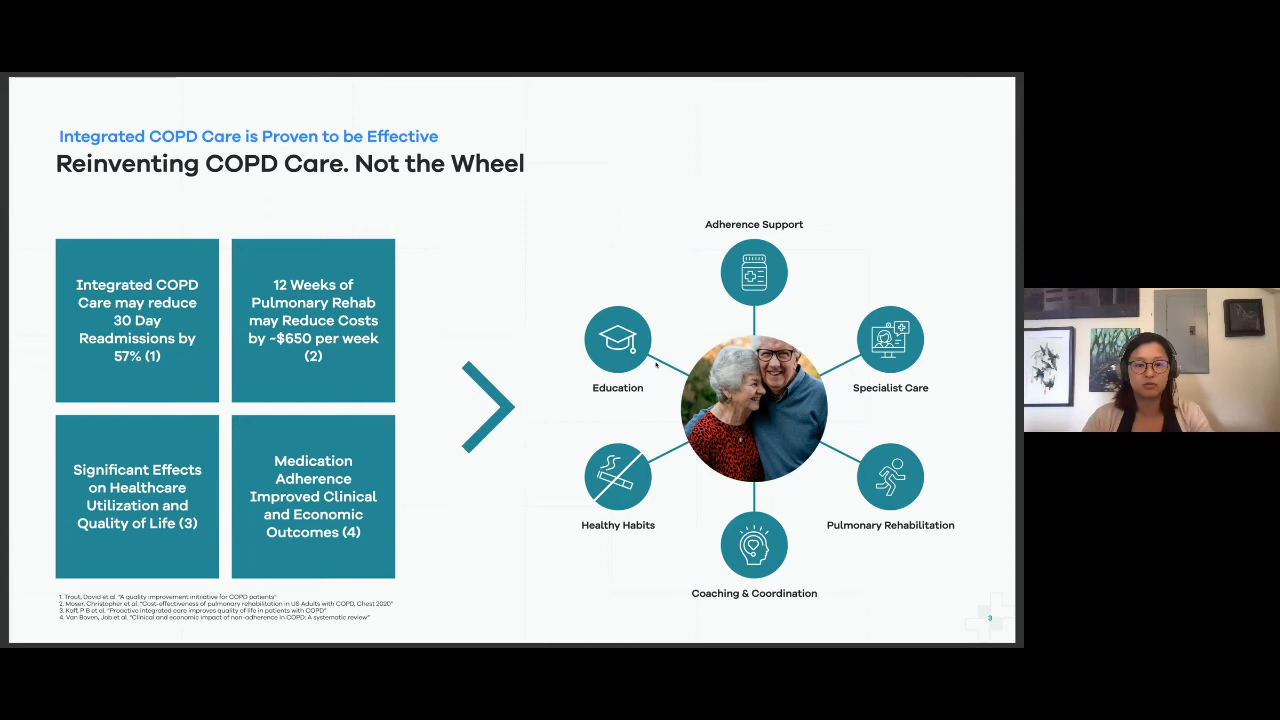 Integrated COPD Care is Proven to be Effective
Reinventing COPD Care. Not the Wheel
Integrated COPD
Care may reduce
30 Day
Readmissions by
57% (1)
12 Weeks of
Pulmonary Rehab
may Reduce Costs
by ~$650 per week
(2)
Significant Effects
on Healthcare
Utilization and
Quality of Life (3)
Medication
Adherence
Improved Clinical
and Economic
Outcomes (4)
Adherence Support
Education
Specialist Care
Healthy Habits
Pulmonary Rehabilitation
Coaching & Coordination
1. Trout, David et al. "A quality improvement initiative for COPD patients"
2. Moser, Christopher et al. "Cost-effectiveness of pulmonary rehabilitation in US Adults with COPD, Chest 2020"
3. Koff, P B et al. "Proactive integrated care improves quality of life in patients with COPD"
4. Van Boven, Job et al. "Clinical and economic impact of non-adherence in COPD: A systematic review"
3